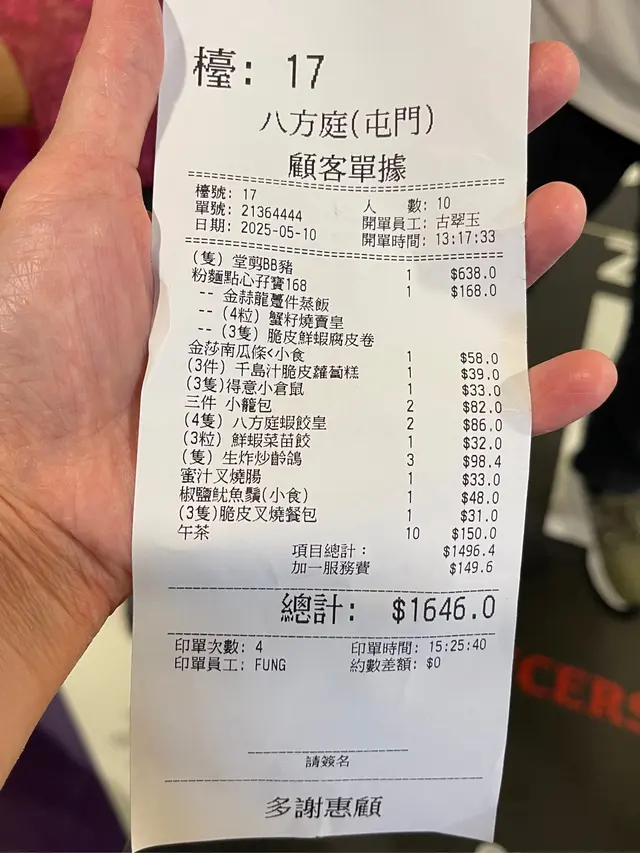 檯: 17
八方庭(屯門)
顧客單據
檯號: 17 人 數: 10
單號: 21364444 開單員工: 古翠玉
日期: 2025-05-10 開單時間: 13:17:33
(隻) 堂剪BB豬 1 $638.0
粉麵點心孖寶168 1 $168.0
-- 金蒜龍躉件蒸飯
-- (4粒) 蟹籽燒賣皇
-- (3隻) 脆皮鮮蝦腐皮卷
金莎南瓜條<小食 1 $58.0
(3件) 千島汁脆皮蘿蔔糕 1 $39.0
(3隻)得意小倉鼠 1 $33.0
三件 小籠包 2 $82.0
(4隻) 八方庭蝦餃皇 2 $86.0
(3粒) 鮮蝦菜苗餃 1 $32.0
(隻) 生炸炒齡鴿 3 $98.4
蜜汁叉燒腸 1 $33.0
椒鹽魷魚鬚(小食) 1 $48.0
(3隻)脆皮叉燒餐包 1 $31.0
午茶 10 $150.0
項目總計: $1496.4
加一服務費 $149.6
總計: $1646.0
印單次數: 4 印單時間: 15:25:40
印單員工: FUNG 約數差額: $0
請簽名
多謝惠顧
CERS